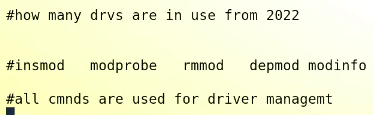 #how many drvs are in use from 2022
#insmod modprobe rmmod depmod modinfo
#all cmnds are used for driver managemt